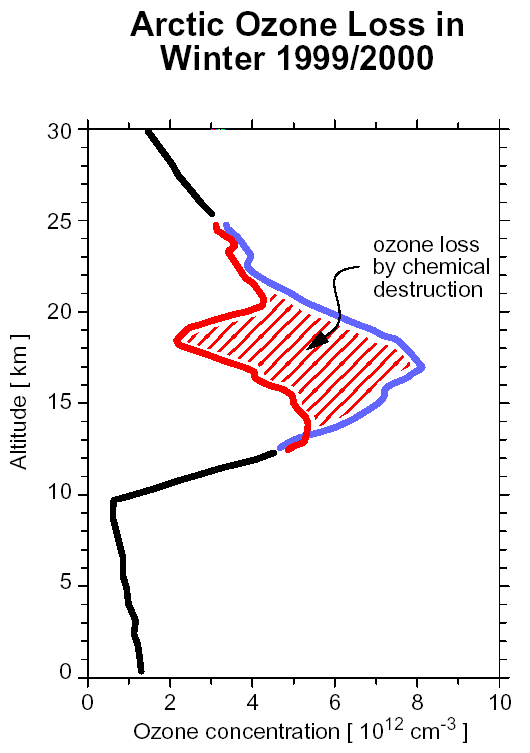 Arctic Ozone Loss in
Winter 1999/2000
ozone loss
by chemical
destruction
Altitude [ km ]
30
25
20
15
10
5
0
0 2 4 6 8 10
Ozone concentration [ 10¹² cm⁻³ ]